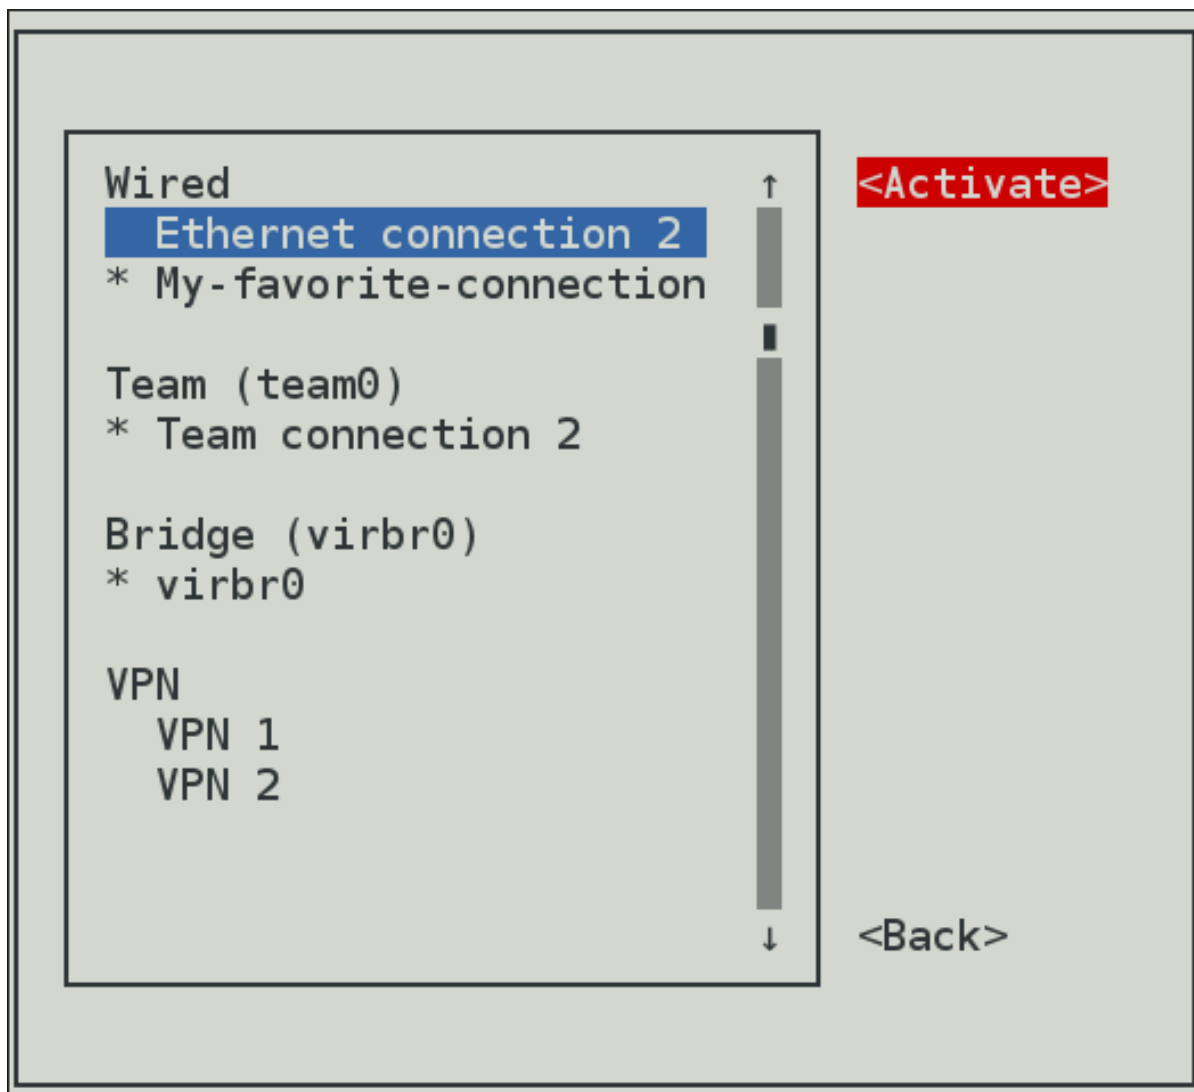 Wired
<Activate>
Ethernet connection 2
* My-favorite-connection
Team (team0)
* Team connection 2
Bridge (virbr0)
* virbr0
VPN
VPN 1
VPN 2
<Back>